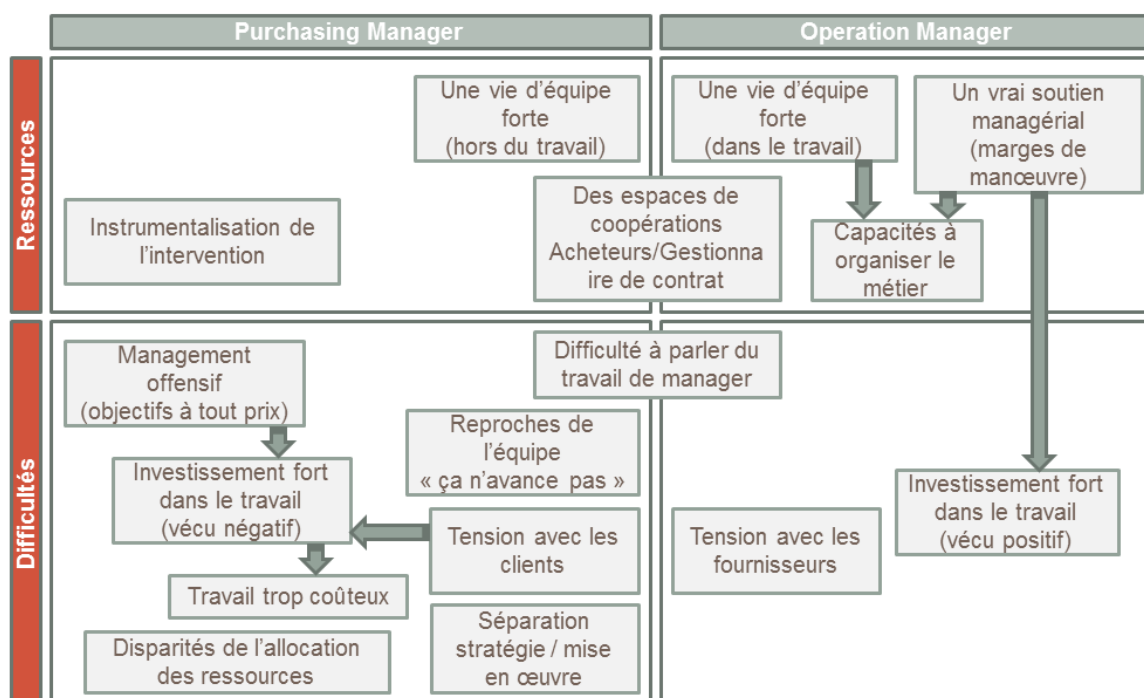 Purchasing Manager
Operation Manager
Ressources
Une vie d'équipe
forte
(hors du travail)
Une vie d'équipe
forte
(dans le travail)
Un vrai soutien
managérial
(marges de
manœuvre)
Instrumentalisation de
l'intervention
Des espaces de
coopérations
Acheteurs/Gestionna
ire de contrat
Capacités à
organiser le
métier
Difficultés
Management
offensif
(objectifs à tout prix)
Difficulté à parler du
travail de manager
Reproches de
l'équipe
« ça n'avance pas »
Investissement fort
dans le travail
(vécu négatif)
Investissement fort
dans le travail
(vécu positif)
Tension avec les
clients
Tension avec les
fournisseurs
Travail trop coûteux
Disparités de l'allocation
des ressources
Séparation
stratégie / mise
en œuvre